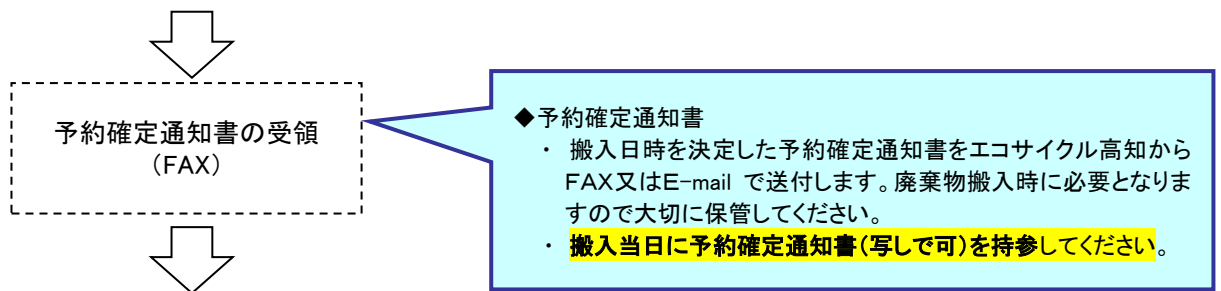 予約確定通知書の受領
(FAX)
◆予約確定通知書
・ 搬入日時を決定した予約確定通知書をエコサイクル高知から
FAX又はE-mail で送付します。廃棄物搬入時に必要となりま
すので大切に保管してください。
・ 搬入当日に予約確定通知書(写しで可)を持参してください。